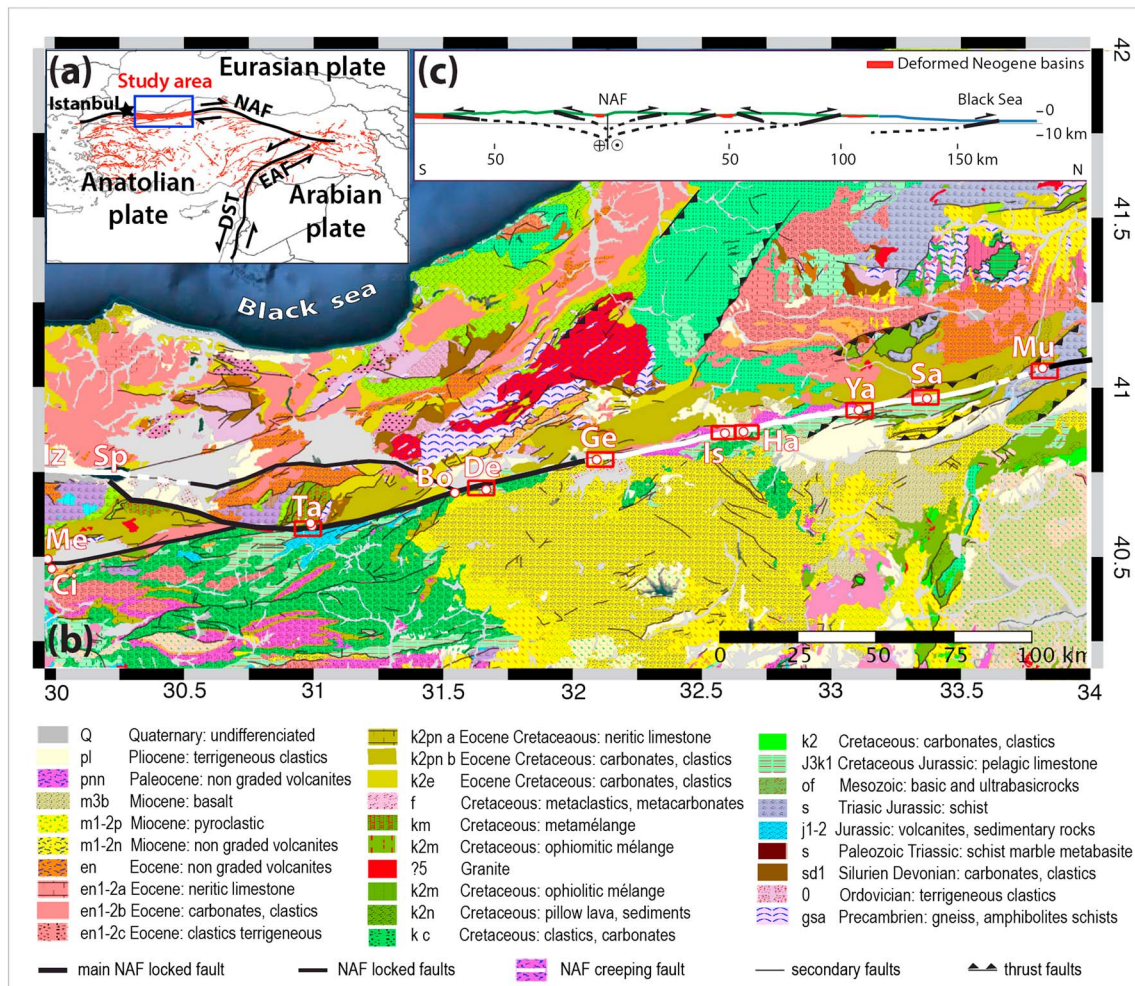 (a)
Eurasian plate
Study area
Istanbul
NAF
Anatolian
plate
EAF
DST
Arabian
plate
(c)
Deformed Neogene basins
NAF
Black Sea
0
-10 km
50
50
100
150 km
S
N
42
41.5
41
40.5
Black sea
Mu
Sa
Ya
Ha
Is
Ge
De
Bo
Iz
Sp
Ta
Me
Ci
(b)
0 25 50 75 100 km
30 30.5 31 31.5 32 32.5 33 33.5 34
Q Quaternary: undifferenciated
pl Pliocene: terrigeneous clastics
pnn Paleocene: non graded volcanites
m3b Miocene: basalt
m1-2p Miocene: pyroclastic
m1-2n Miocene: non graded volcanites
en Eocene: non graded volcanites
en1-2a Eocene: neritic limestone
en1-2b Eocene: carbonates, clastics
en1-2c Eocene: clastics terrigeneous
k2pn a Eocene Cretaceaous: neritic limestone
k2pn b Eocene Cretaceous: carbonates, clastics
k2e Eocene Cretaceous: carbonates, clastics
f Cretaceous: metaclastics, metacarbonates
km Cretaceous: metamélange
k2m Cretaceous: ophiomitic mélange
?5 Granite
k2m Cretaceous: ophiolitic mélange
k2n Cretaceous: pillow lava, sediments
k c Cretaceous: clastics, carbonates
k2 Cretaceous: carbonates, clastics
J3k1 Cretaceous Jurassic: pelagic limestone
of Mesozoic: basic and ultrabasicrocks
s Triasic Jurassic: schist
j1-2 Jurassic: volcanites, sedimentary rocks
s Paleozoic Triassic: schist marble metabasite
sd1 Silurien Devonian: carbonates, clastics
0 Ordovician: terrigeneous clastics
gsa Precambrien: gneiss, amphibolites schists
main NAF locked fault
NAF locked faults
NAF creeping fault
secondary faults
thrust faults